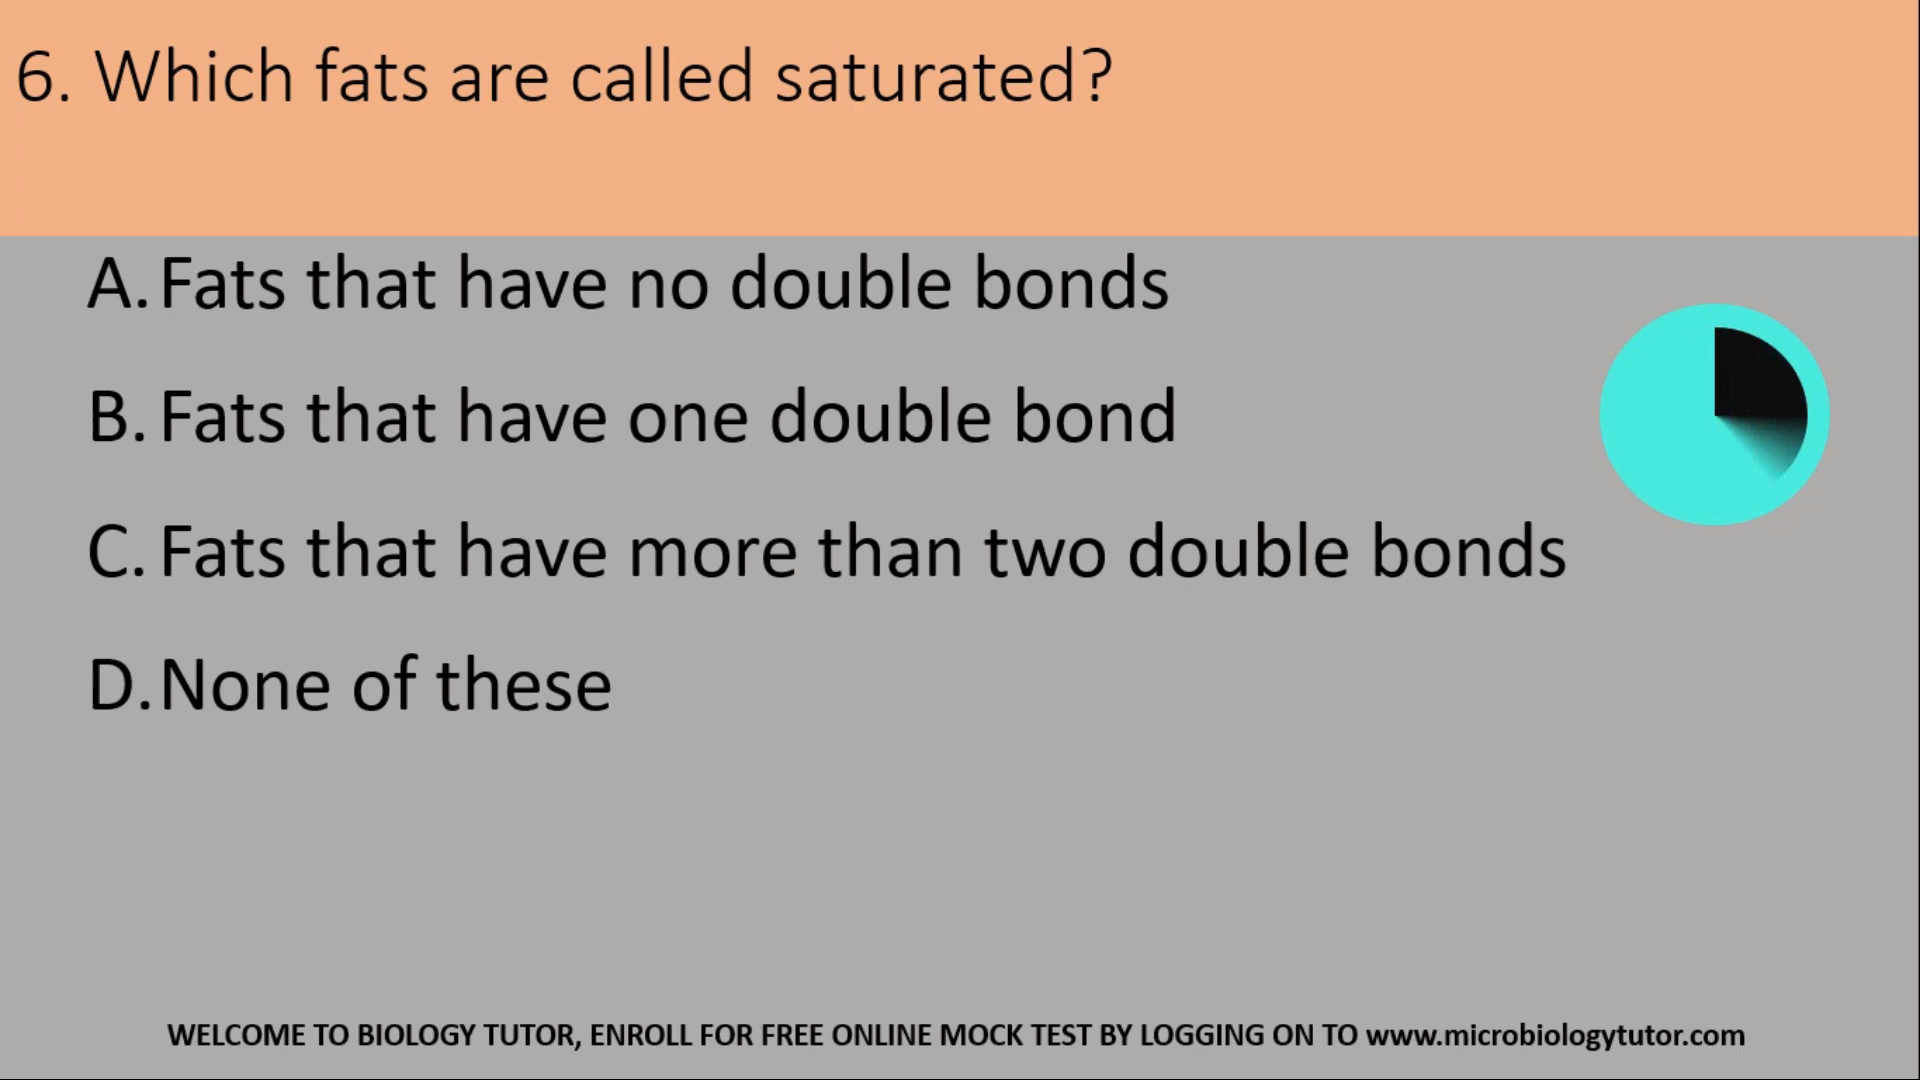 6. Which fats are called saturated?
A. Fats that have no double bonds
B. Fats that have one double bond
C. Fats that have more than two double bonds
D. None of these
WELCOME TO BIOLOGY TUTOR, ENROLL FOR FREE ONLINE MOCK TEST BY LOGGING ON TO www.microbiologytutor.com